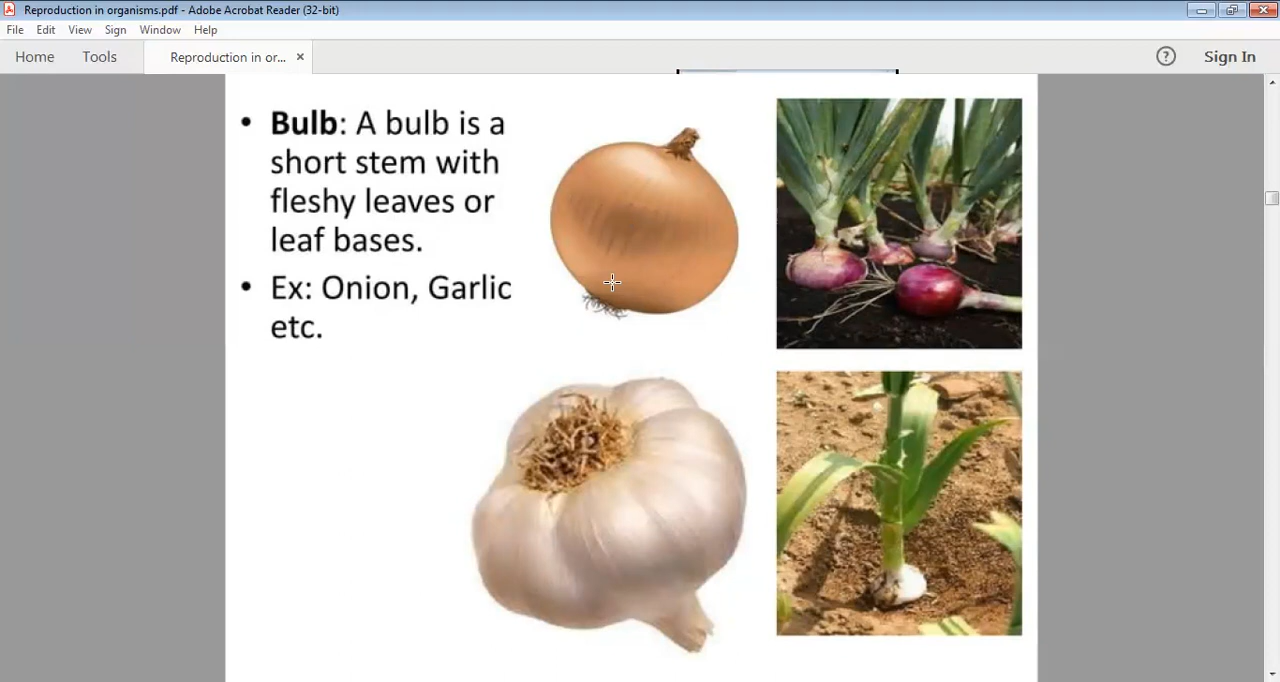 Reproduction in organisms.pdf - Adobe Acrobat Reader (32-bit)
File Edit View Sign Window Help
Home Tools Reproduction in or... × ? Sign In
• Bulb: A bulb is a
short stem with
fleshy leaves or
leaf bases.
• Ex: Onion, Garlic
etc.